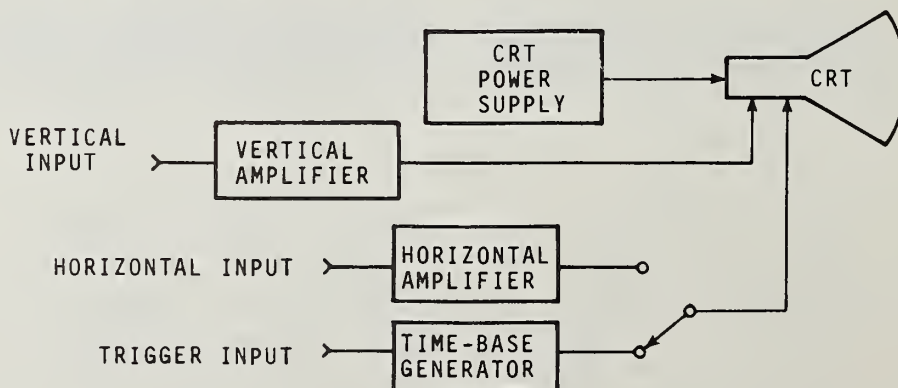 CRT
POWER
SUPPLY
CRT
VERTICAL
INPUT
VERTICAL
AMPLIFIER
HORIZONTAL INPUT
HORIZONTAL
AMPLIFIER
TRIGGER INPUT
TIME-BASE
GENERATOR